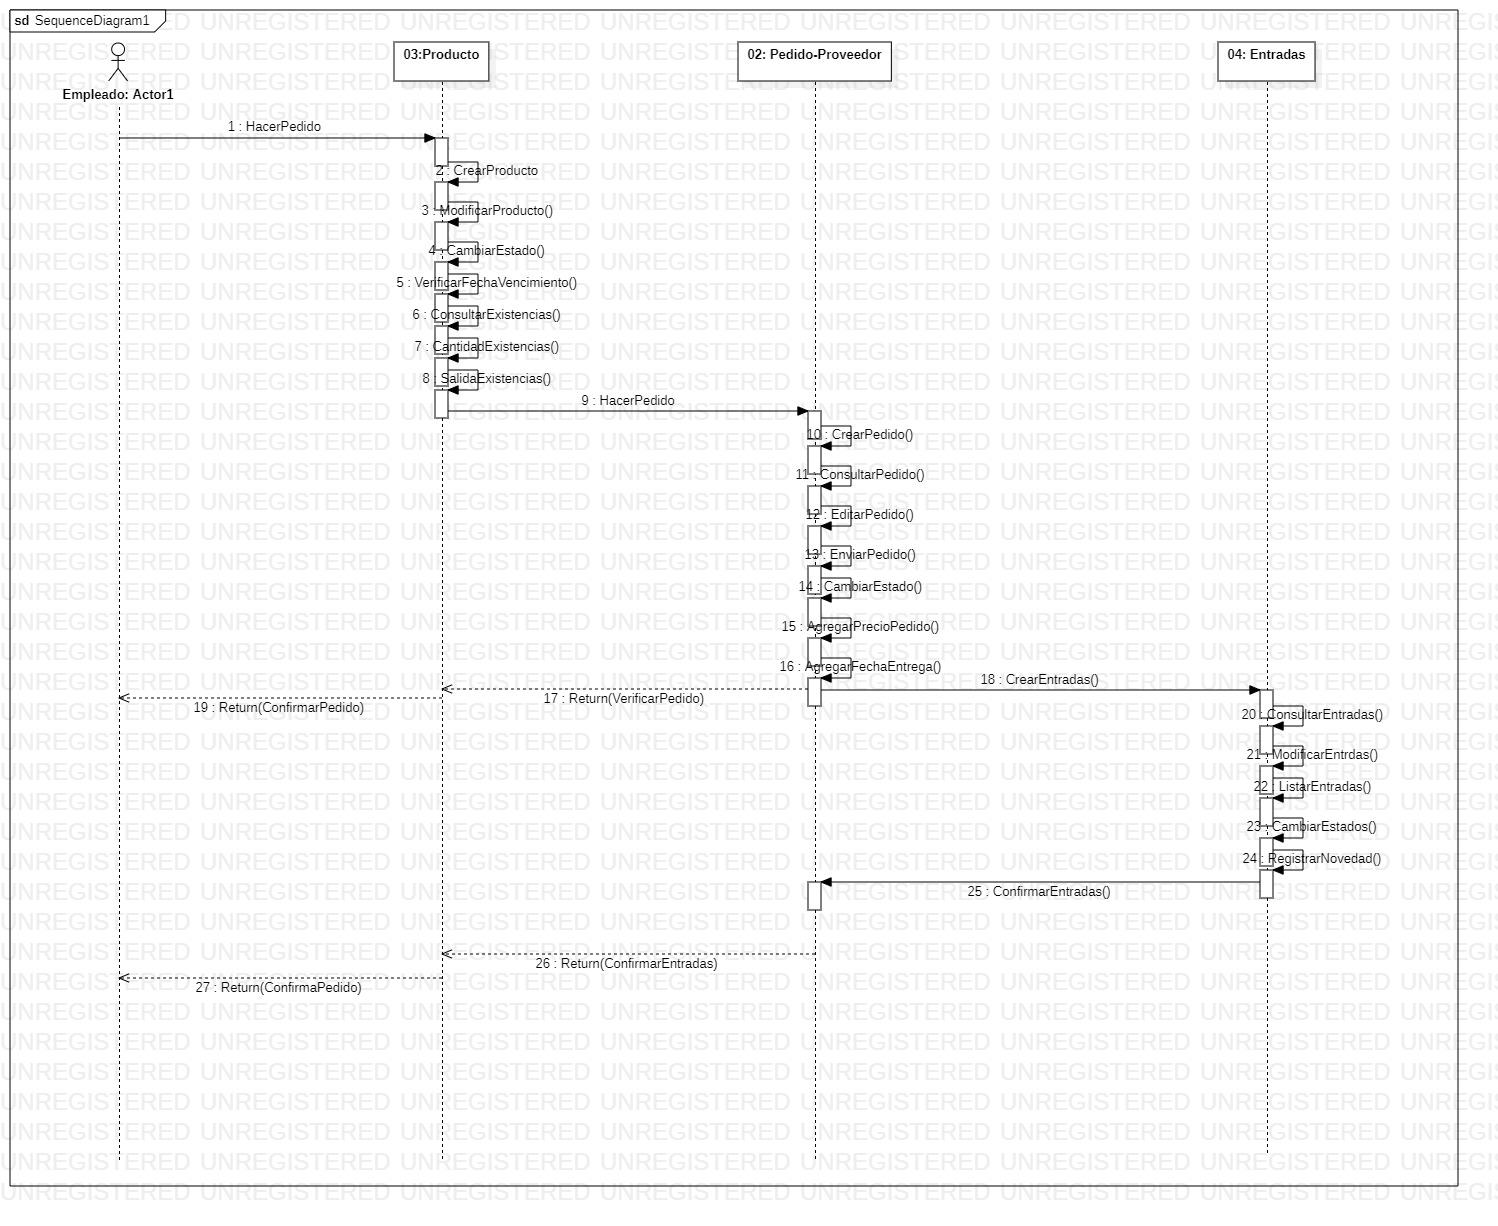 sd SequenceDiagram1
Empleado: Actor1
03:Producto
02: Pedido-Proveedor
04: Entradas
1 : HacerPedido
2 : CrearProducto
3 : ModificarProducto()
4 : CambiarEstado()
5 : VerificarFechaVencimiento()
6 : ConsultarExistencias()
7 : CantidadExistencias()
8 : SalidaExistencias()
9 : HacerPedido
10 : CrearPedido()
11 : ConsultarPedido()
12 : EditarPedido()
13 : EnviarPedido()
14 : CambiarEstado()
15 : AgregarPrecioPedido()
16 : AgregarFechaEntrega()
17 : Return(VerificarPedido)
18 : CrearEntradas()
19 : Return(ConfirmarPedido)
20 : ConsultarEntradas()
21 : ModificarEntrdas()
22 : ListarEntradas()
23 : CambiarEstados()
24 : RegistrarNovedad()
25 : ConfirmarEntradas()
26 : Return(ConfirmarEntradas)
27 : Return(ConfirmaPedido)
UNREGISTERED